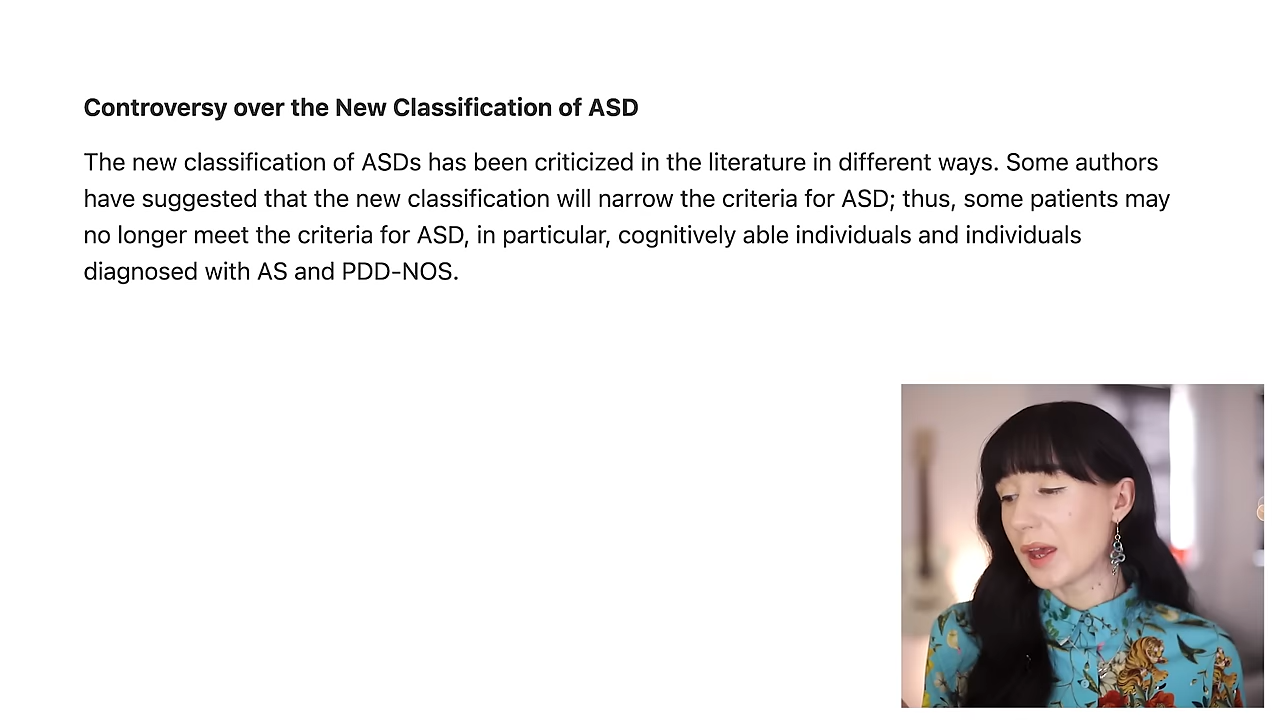 Controversy over the New Classification of ASD
The new classification of ASDs has been criticized in the literature in different ways. Some authors
have suggested that the new classification will narrow the criteria for ASD; thus, some patients may
no longer meet the criteria for ASD, in particular, cognitively able individuals and individuals
diagnosed with AS and PDD-NOS.